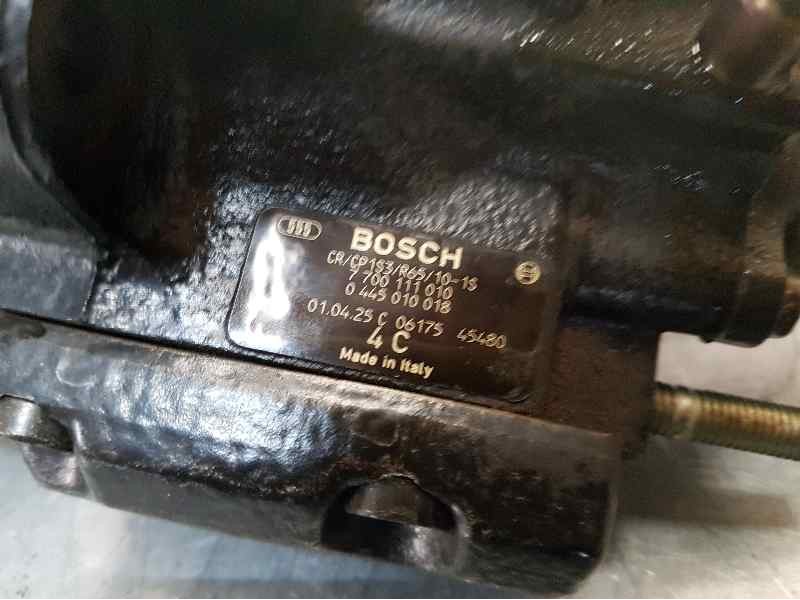 BOSCH
CR/CP1S3/R65/10-1S
7 700 111 010
0 445 010 018
01.04.25 C 06175 45480
4 C
Made in Italy